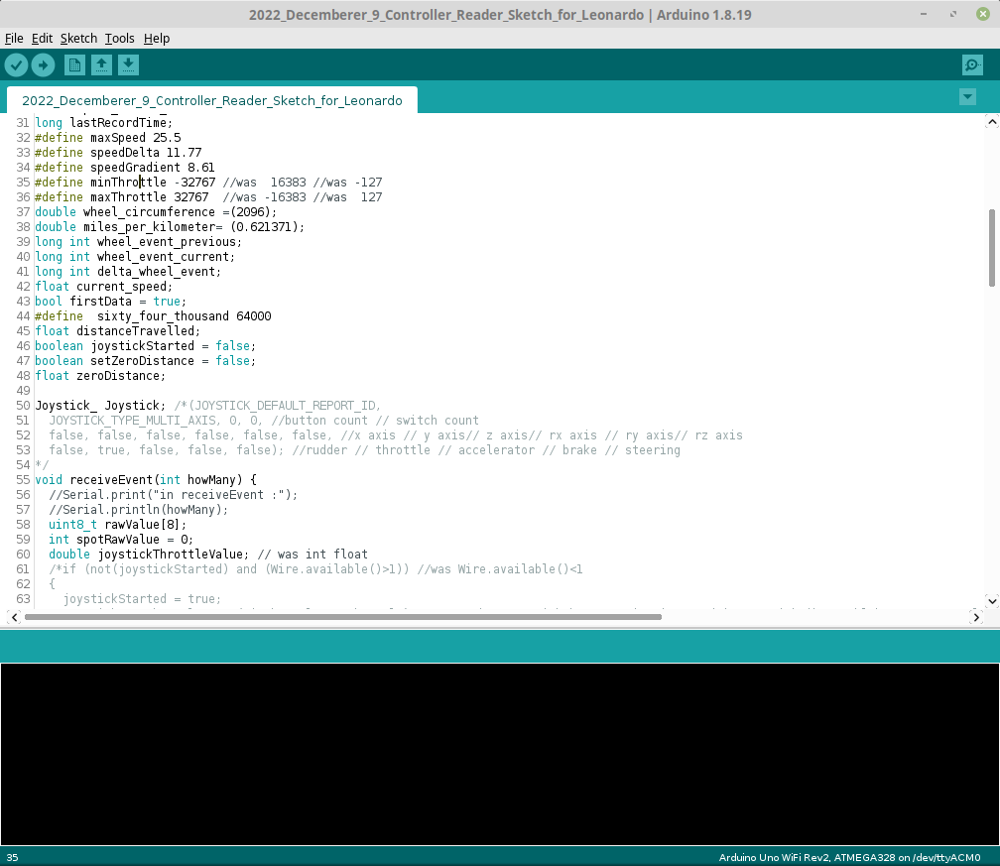 2022_Decemberer_9_Controller_Reader_Sketch_for_Leonardo | Arduino 1.8.19
File Edit Sketch Tools Help
2022_Decemberer_9_Controller_Reader_Sketch_for_Leonardo
31 long lastRecordTime;
32 #define maxSpeed 25.5
33 #define speedDelta 11.77
34 #define speedGradient 8.61
35 #define minThrottle -32767 //was  16383 //was -127
36 #define maxThrottle 32767  //was -16383 //was  127
37 double wheel_circumference =(2096);
38 double miles_per_kilometer= (0.621371);
39 long int wheel_event_previous;
40 long int wheel_event_current;
41 long int delta_wheel_event;
42 float current_speed;
43 bool firstData = true;
44 #define  sixty_four_thousand 64000
45 float distanceTravelled;
46 boolean joystickStarted = false;
47 boolean setZeroDistance = false;
48 float zeroDistance;
49
50 Joystick_ Joystick; /*(JOYSTICK_DEFAULT_REPORT_ID,
51   JOYSTICK_TYPE_MULTI_AXIS, 0, 0, //button count // switch count
52   false, false, false, false, false, false, //x axis // y axis// z axis// rx axis // ry axis// rz axis
53   false, true, false, false, false); //rudder // throttle // accelerator // brake // steering
54 */
55 void receiveEvent(int howMany) {
56   //Serial.print("in receiveEvent :");
57   //Serial.println(howMany);
58   uint8_t rawValue[8];
59   int spotRawValue = 0;
60   double joystickThrottleValue; // was int float
61   /*if (not(joystickStarted) and (Wire.available()>1)) //was Wire.available()<1
62   {
63     joystickStarted = true;
35
Arduino Uno WiFi Rev2, ATMEGA328 on /dev/ttyACM0